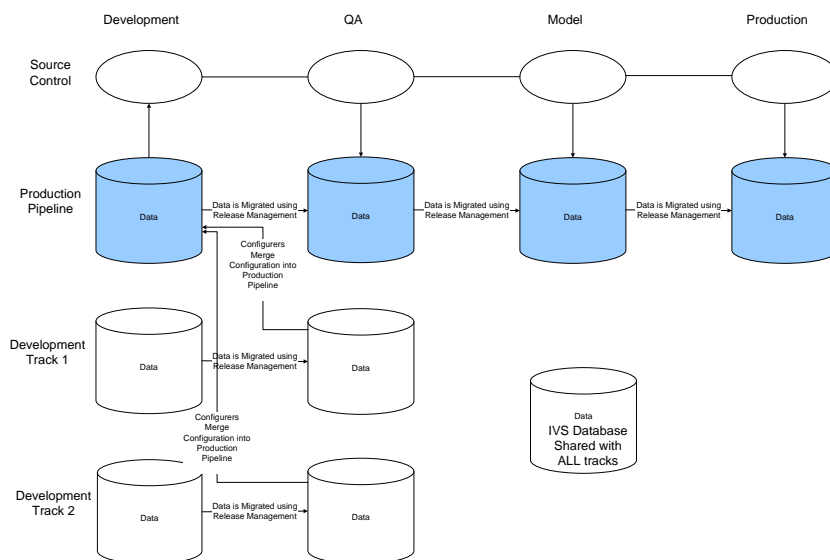 Development
QA
Model
Production
Source
Control
Production
Pipeline
Data
Data is Migrated using
Release Management
Data
Data is Migrated using
Release Management
Data
Data is Migrated using
Release Management
Data
Configurers
Merge
Configuration into
Production
Pipeline
Development
Track 1
Data
Data is Migrated using
Release Management
Data
Configurers
Merge
Configuration into
Production
Pipeline
Data
IVS Database
Shared with
ALL tracks
Development
Track 2
Data
Data is Migrated using
Release Management
Data